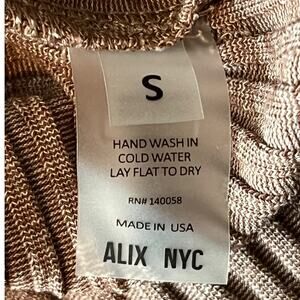 S
HAND WASH IN
COLD WATER
LAY FLAT TO DRY
RN# 140058
MADE IN USA
ALIX NYC